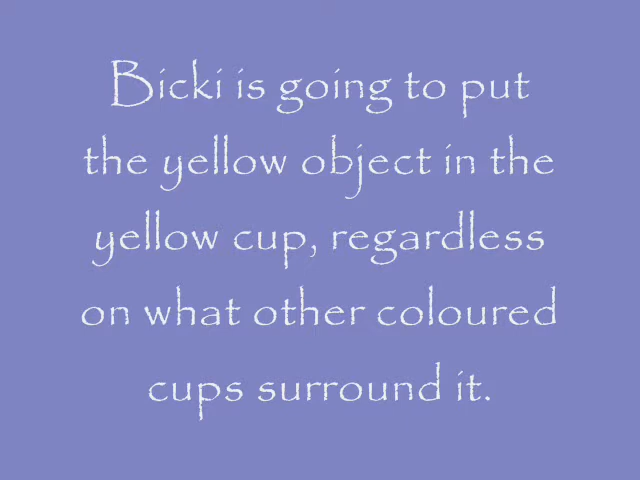 Bicki is going to put
the yellow object in the
yellow cup, regardless
on what other coloured
cups surround it.